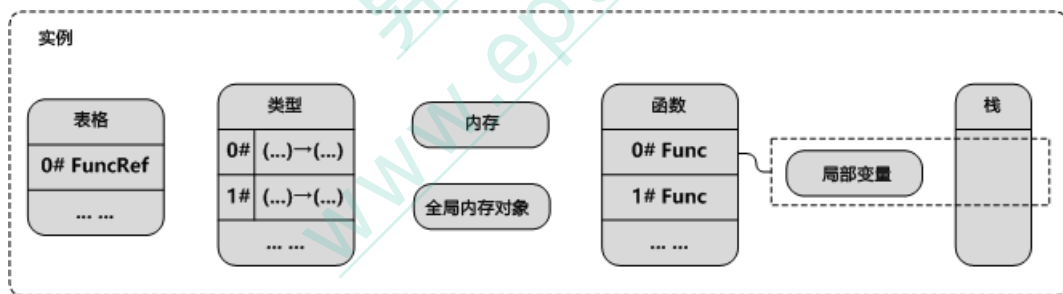 实例
表格
0# FuncRef
... ...
类型
0# (...)→(...)
1# (...)→(...)
... ...
内存
全局内存对象
函数
0# Func
1# Func
... ...
局部变量
栈